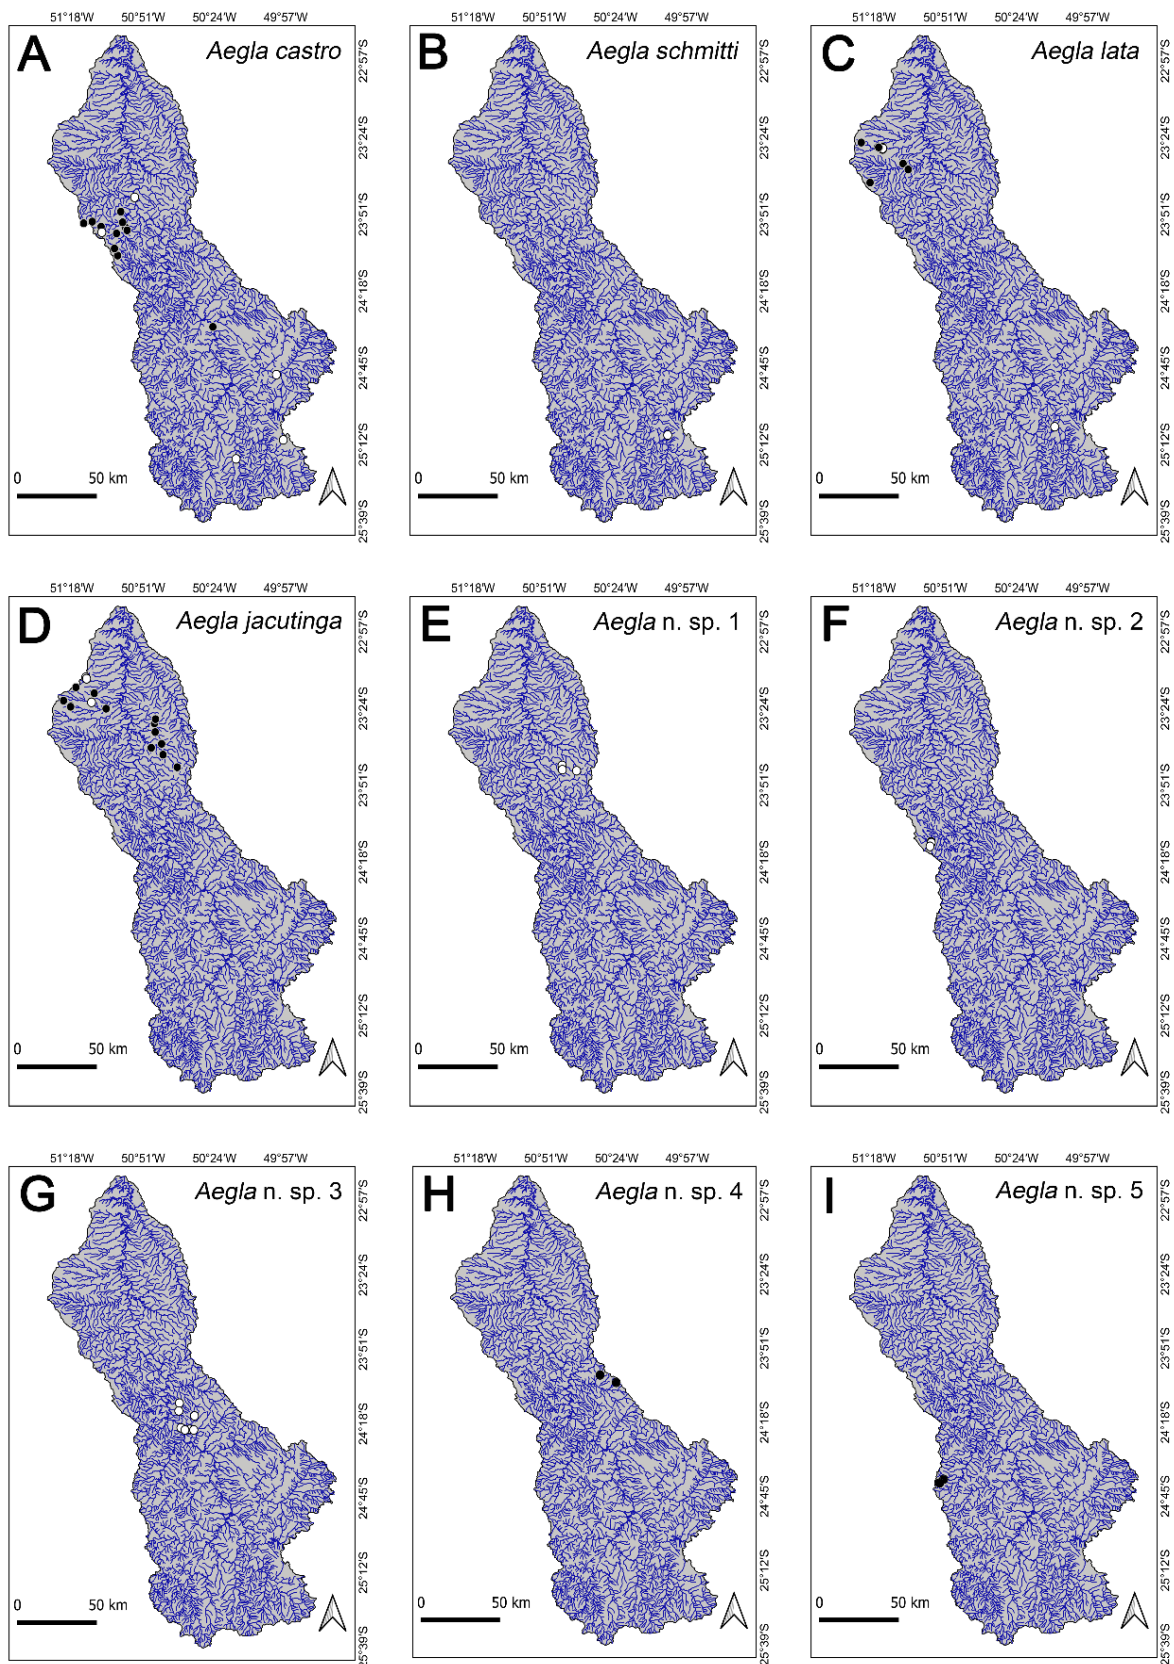 51°18'W 50°51'W 50°24'W 49°57'W
A Aegla castro
22°57'S 23°24'S 23°51'S 24°18'S 24°45'S 25°12'S 25°39'S
0 50 km
51°18'W 50°51'W 50°24'W 49°57'W
B Aegla schmitti
22°57'S 23°24'S 23°51'S 24°18'S 24°45'S 25°12'S 25°39'S
0 50 km
51°18'W 50°51'W 50°24'W 49°57'W
C Aegla lata
22°57'S 23°24'S 23°51'S 24°18'S 24°45'S 25°12'S 25°39'S
0 50 km
51°18'W 50°51'W 50°24'W 49°57'W
D Aegla jacutinga
22°57'S 23°24'S 23°51'S 24°18'S 24°45'S 25°12'S 25°39'S
0 50 km
51°18'W 50°51'W 50°24'W 49°57'W
E Aegla n. sp. 1
22°57'S 23°24'S 23°51'S 24°18'S 24°45'S 25°12'S 25°39'S
0 50 km
51°18'W 50°51'W 50°24'W 49°57'W
F Aegla n. sp. 2
22°57'S 23°24'S 23°51'S 24°18'S 24°45'S 25°12'S 25°39'S
0 50 km
51°18'W 50°51'W 50°24'W 49°57'W
G Aegla n. sp. 3
22°57'S 23°24'S 23°51'S 24°18'S 24°45'S 25°12'S 25°39'S
0 50 km
51°18'W 50°51'W 50°24'W 49°57'W
H Aegla n. sp. 4
22°57'S 23°24'S 23°51'S 24°18'S 24°45'S 25°12'S 25°39'S
0 50 km
51°18'W 50°51'W 50°24'W 49°57'W
I Aegla n. sp. 5
22°57'S 23°24'S 23°51'S 24°18'S 24°45'S 25°12'S 25°39'S
0 50 km